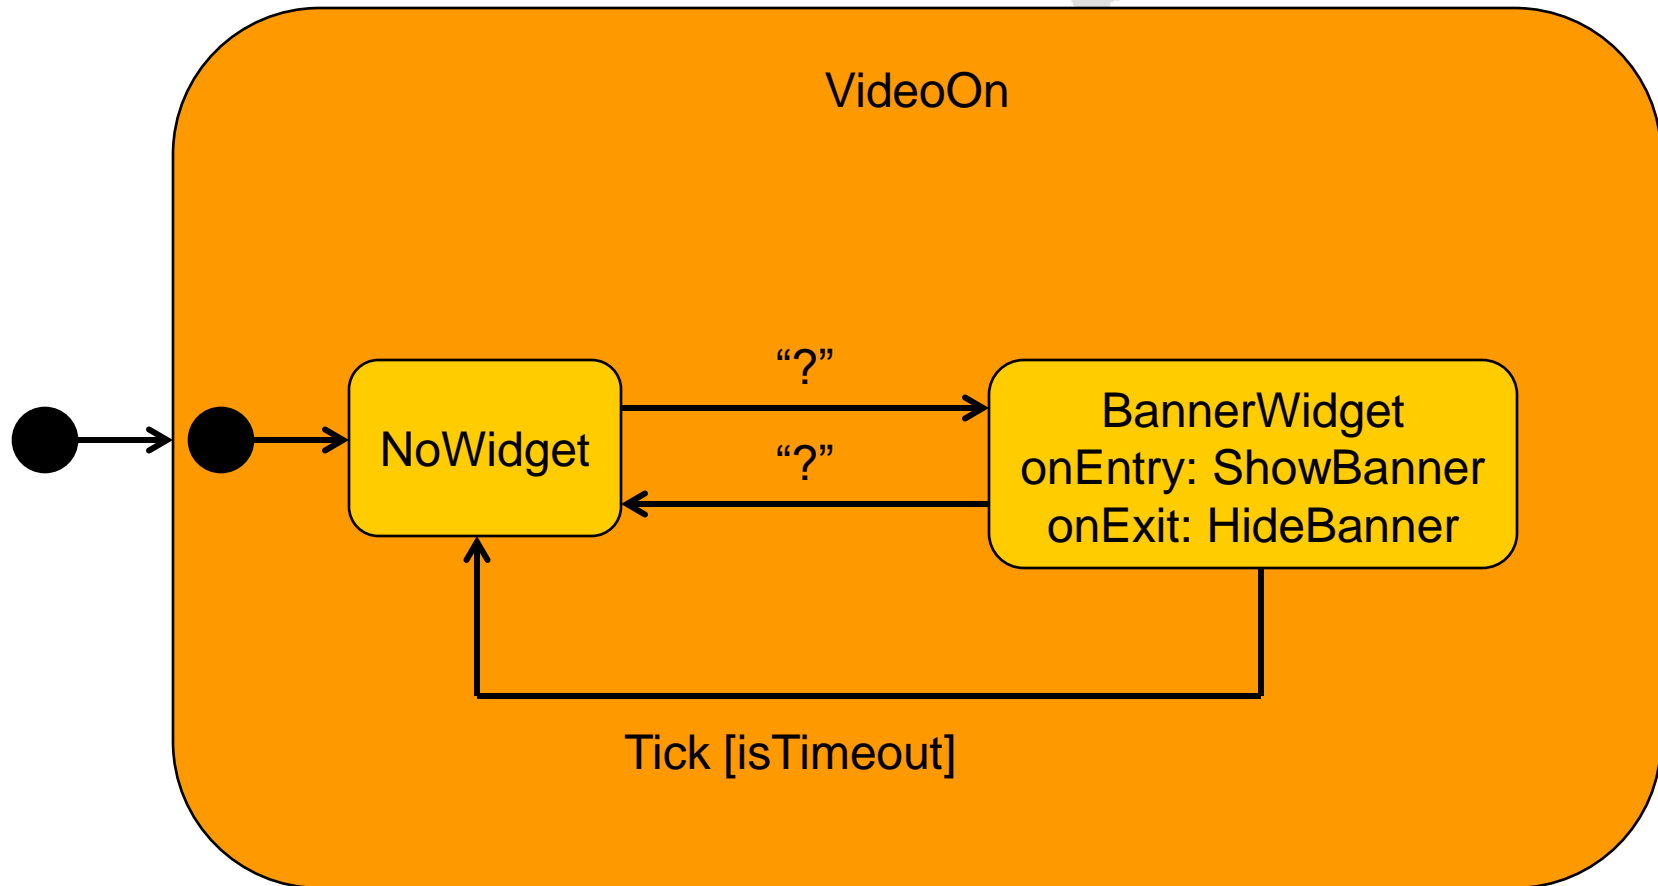 VideoOn
“?”
NoWidget
“?”
BannerWidget
onEntry: ShowBanner
onExit: HideBanner
Tick [isTimeout]